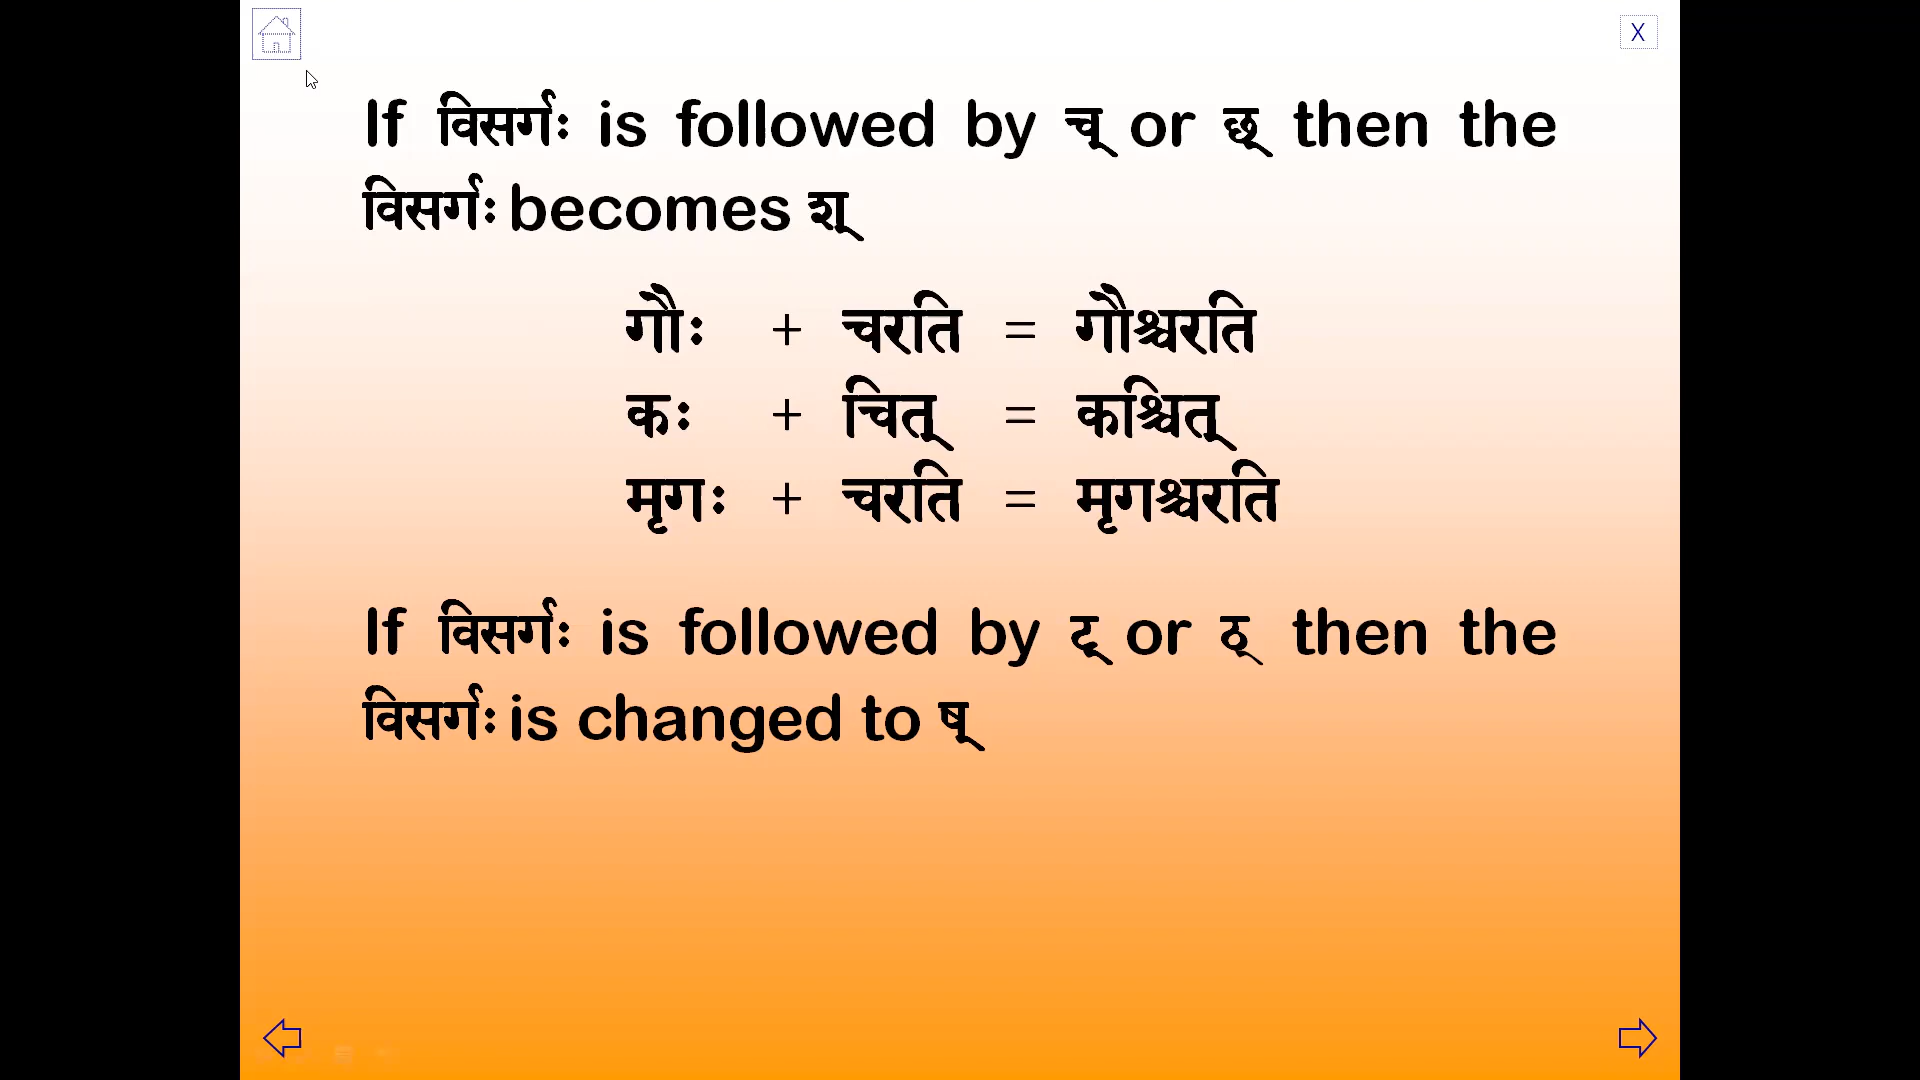 X
If विसर्गः is followed by च् or छ् then the
विसर्गः becomes श्
गौः + चरति = गौश्चरति
कः + चित् = कश्चित्
मृगः + चरति = मृगश्चरति
If विसर्गः is followed by ट् or ठ् then the
विसर्गः is changed to ष्